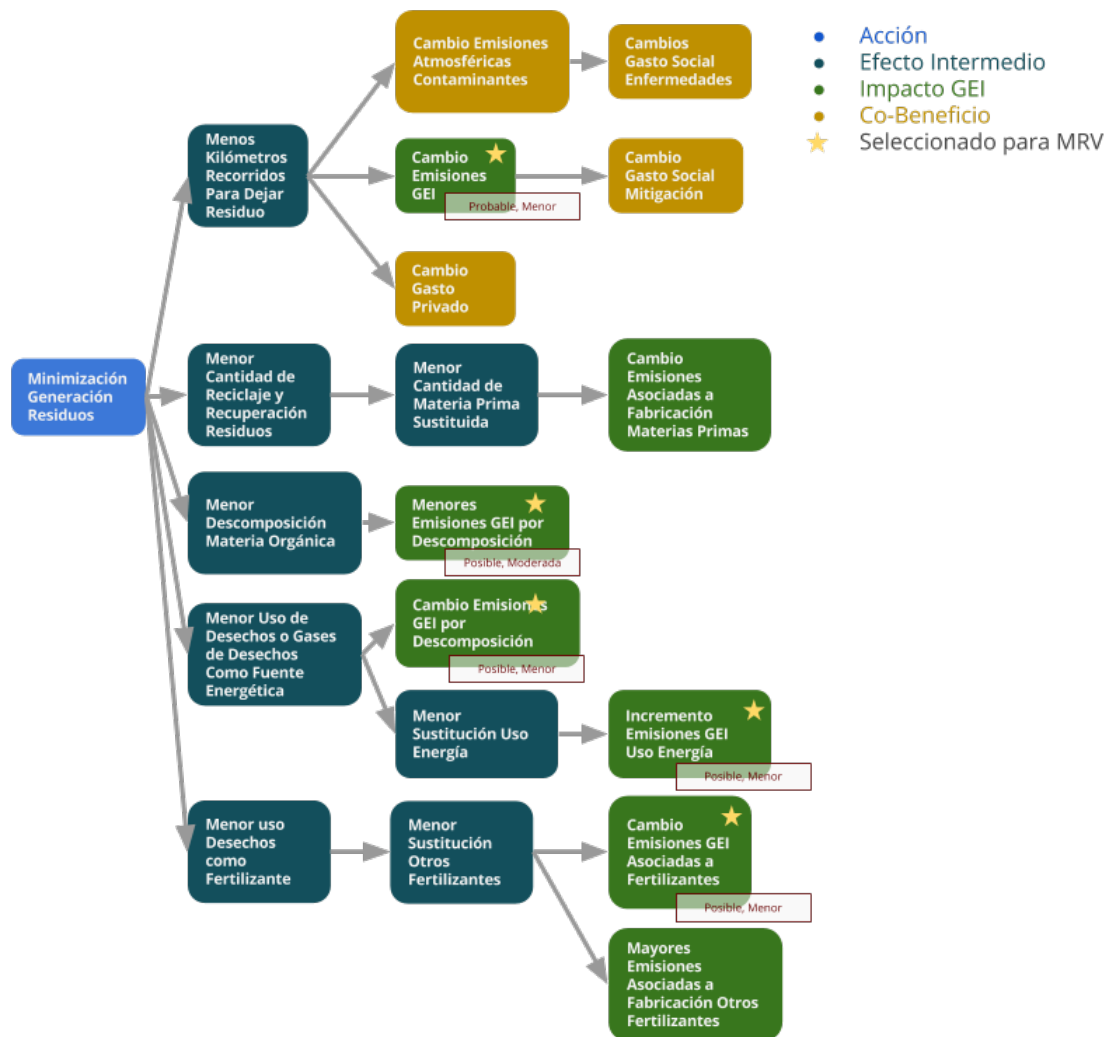 Acción
Efecto Intermedio
Impacto GEI
Co-Beneficio
Seleccionado para MRV
Cambio Emisiones
Atmosféricas
Contaminantes
Cambios
Gasto Social
Enfermedades
Menos
Kilómetros
Recorridos
Para Dejar
Residuo
Cambio
Emisiones
GEI
Probable, Menor
Cambio
Gasto Social
Mitigación
Cambio
Gasto
Privado
Minimización
Generación
Residuos
Menor
Cantidad de
Reciclaje y
Recuperación
Residuos
Menor
Cantidad de
Materia Prima
Sustituida
Cambio
Emisiones
Asociadas a
Fabricación
Materias Primas
Menor
Descomposición
Materia Orgánica
Menores
Emisiones GEI por
Descomposición
Posible, Moderada
Menor Uso de
Desechos o Gases
de Desechos
Como Fuente
Energética
Cambio Emisiones
GEI por
Descomposición
Posible, Menor
Menor
Sustitución Uso
Energía
Incremento
Emisiones GEI
Uso Energía
Posible, Menor
Menor uso
Desechos
como
Fertilizante
Menor
Sustitución
Otros
Fertilizantes
Cambio
Emisiones GEI
Asociadas a
Fertilizantes
Posible, Menor
Mayores
Emisiones
Asociadas a
Fabricación Otros
Fertilizantes